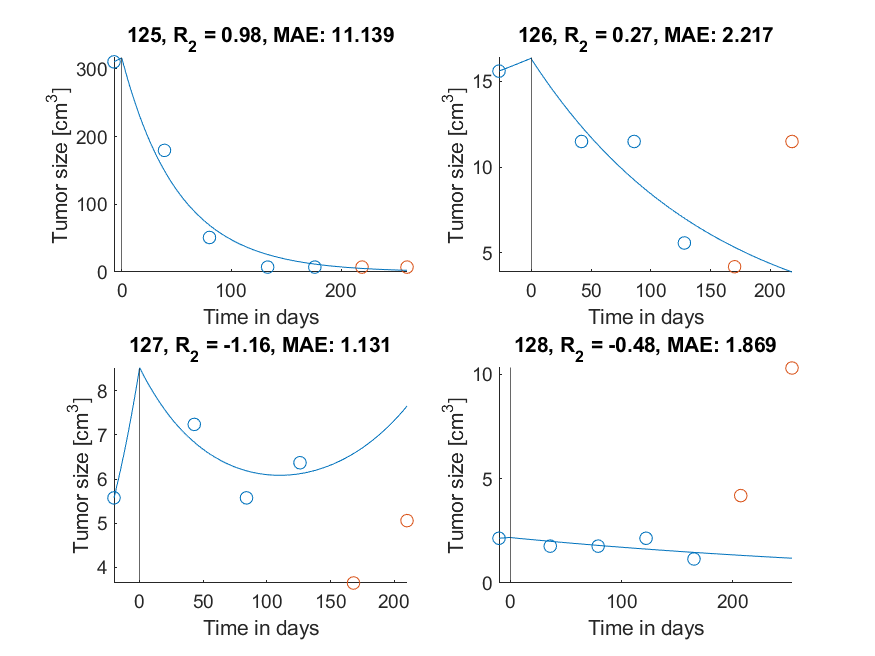 125, R2 = 0.98, MAE: 11.139
Tumor size [cm3]
300
200
100
0
0 100 200
Time in days
126, R2 = 0.27, MAE: 2.217
Tumor size [cm3]
15
10
5
0 50 100 150 200
Time in days
127, R2 = -1.16, MAE: 1.131
Tumor size [cm3]
8
7
6
5
4
0 50 100 150 200
Time in days
128, R2 = -0.48, MAE: 1.869
Tumor size [cm3]
10
5
0
0 100 200
Time in days